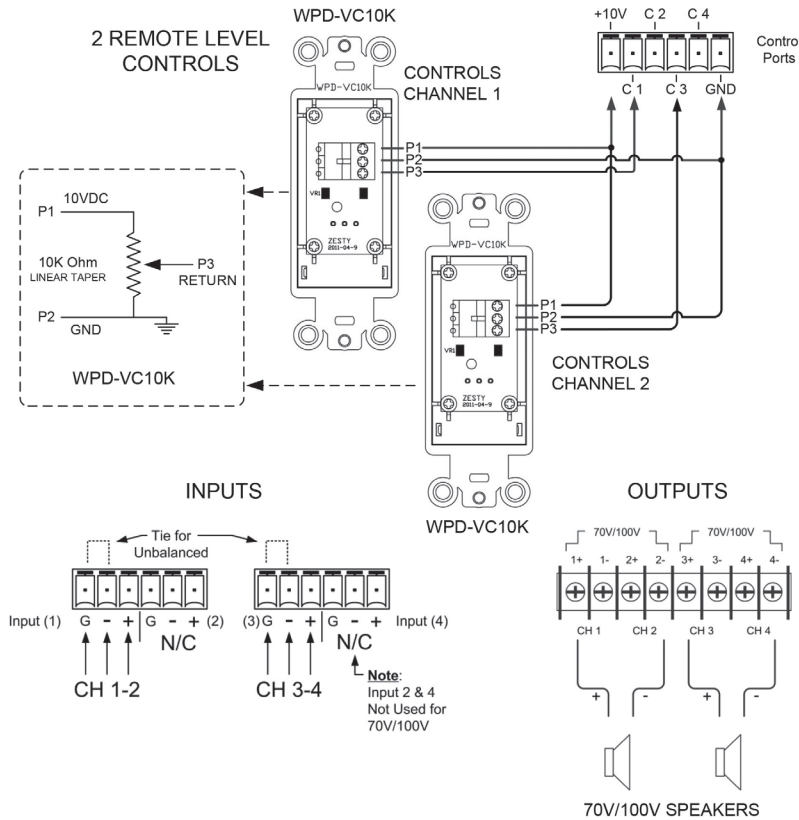 WPD-VC10K
2 REMOTE LEVEL
CONTROLS
CONTROLS
CHANNEL 1
+10V C 2 C 4
Contro
Ports
C 1 C 3 GND
WPD-VC10K
P1
P2
P3
VR1
ZESTY
2011-04-9
10VDC
P1
10K Ohm
LINEAR TAPER
P3
RETURN
P2
GND
WPD-VC10K
WPD-VC10K
P1
P2
P3
VR1
ZESTY
2011-04-9
CONTROLS
CHANNEL 2
WPD-VC10K
INPUTS
Tie for
Unbalanced
Input (1) G - + G - + (2)
(3) G - + G - + Input (4)
N/C
N/C
CH 1-2
CH 3-4
Note:
Input 2 & 4
Not Used for
70V/100V
OUTPUTS
70V/100V 70V/100V
1+ 1- 2+ 2- 3+ 3- 4+ 4-
CH 1 CH 2 CH 3 CH 4
+ - + -
70V/100V SPEAKERS